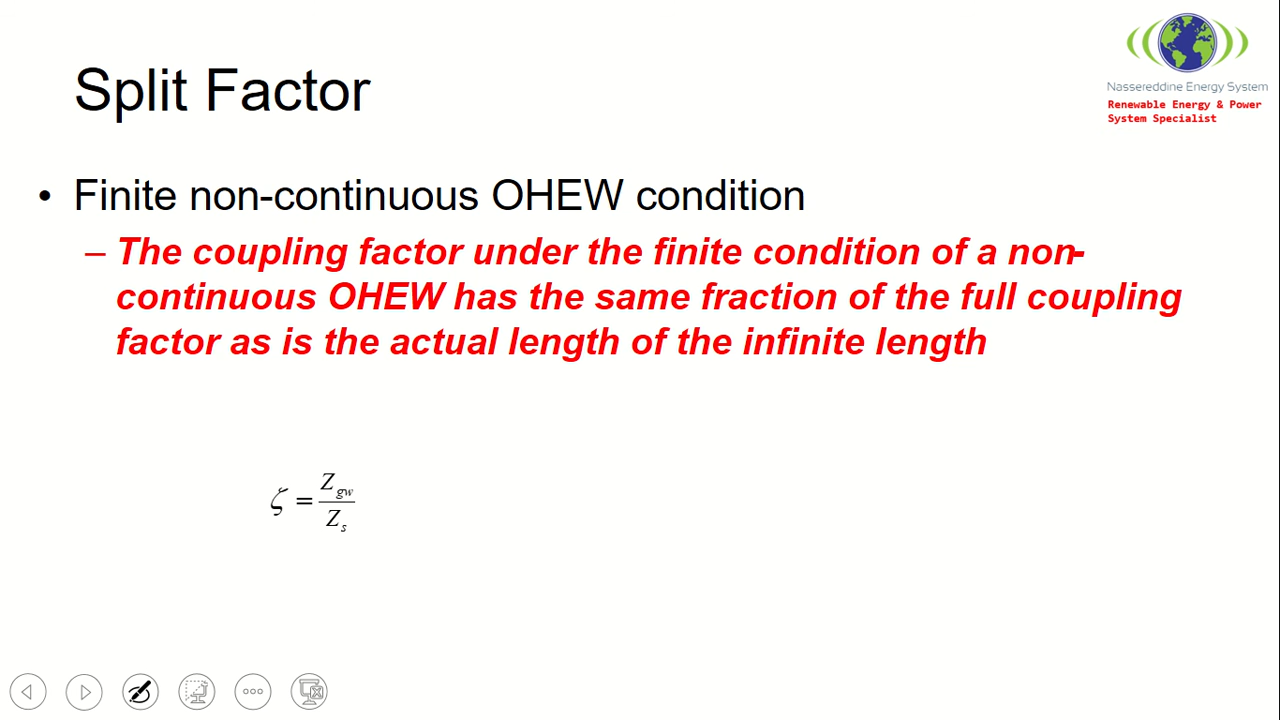 Nassereddine Energy System
Renewable Energy & Power
System Specialist
Split Factor
• Finite non-continuous OHEW condition
– The coupling factor under the finite condition of a non-
continuous OHEW has the same fraction of the full coupling
factor as is the actual length of the infinite length
ζ = Z_gw / Z_s